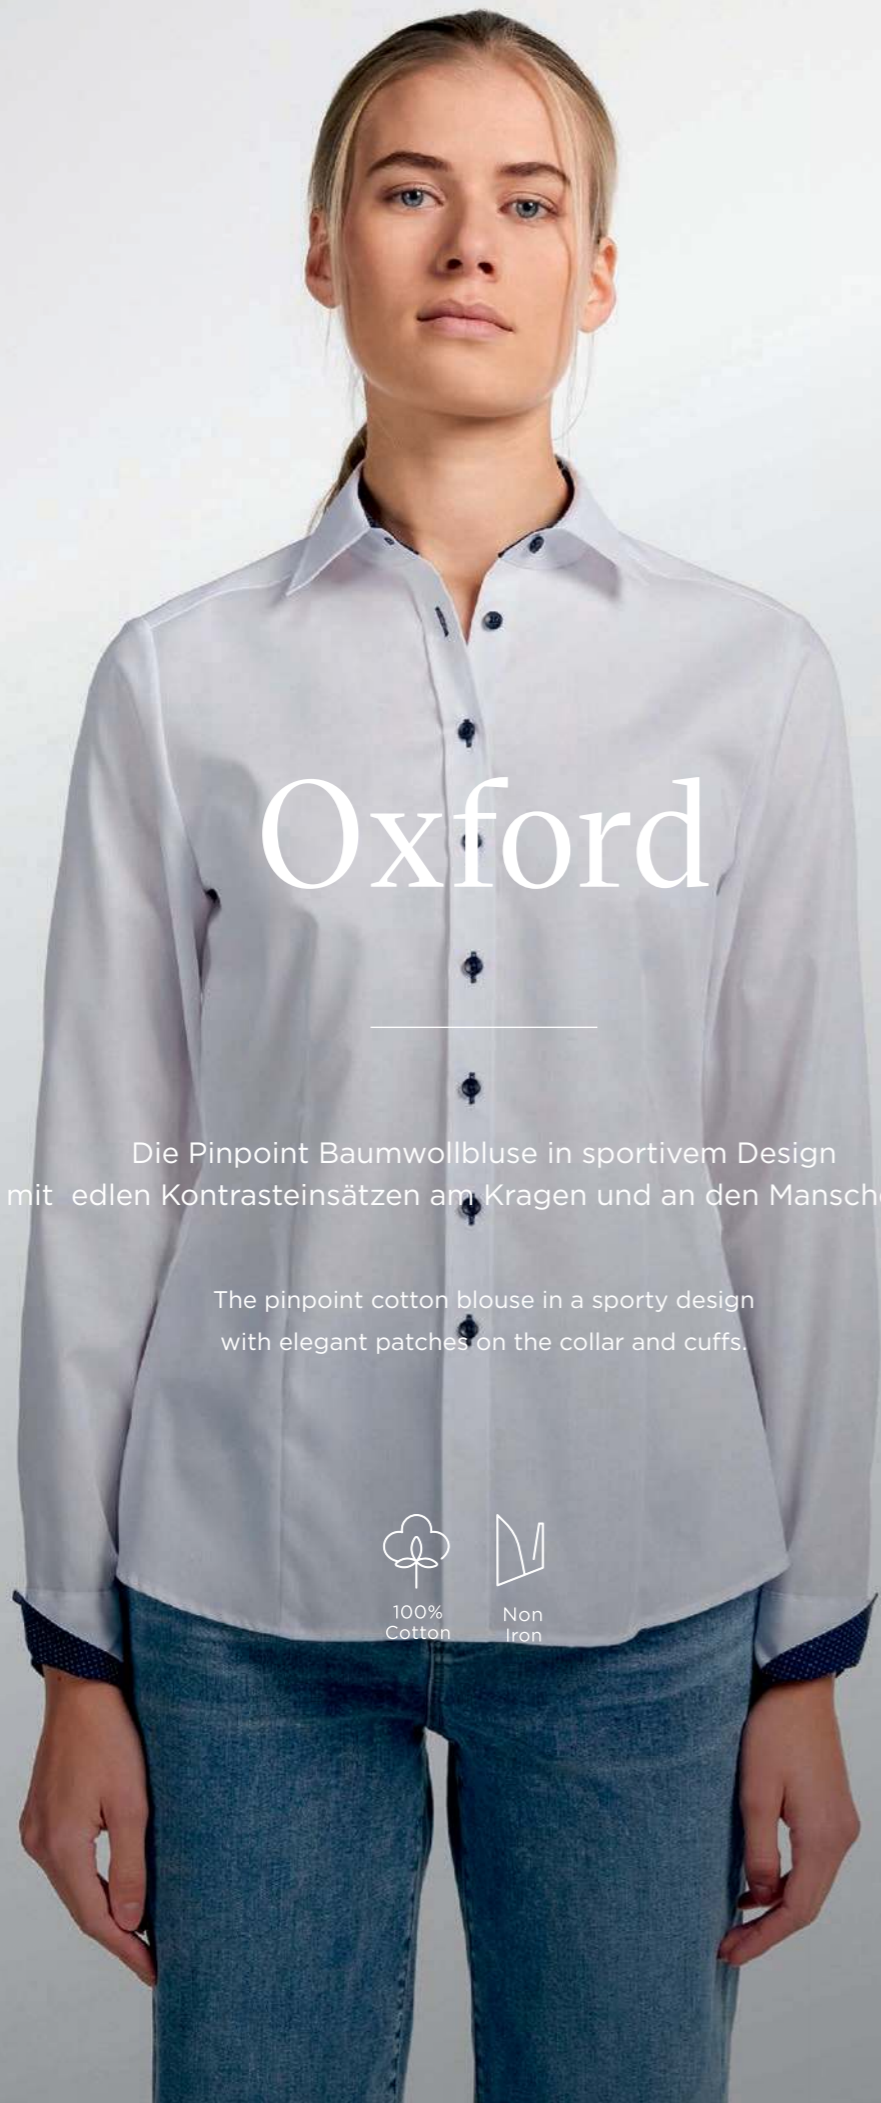 Oxford
Die Pinpoint Baumwollbluse in sportivem Design
mit edlen Kontrasteinsätzen am Kragen und an den
The pinpoint cotton blouse in a sporty design
with elegant patches on the collar and cuffs.
100%
Cotton
Non
Iron